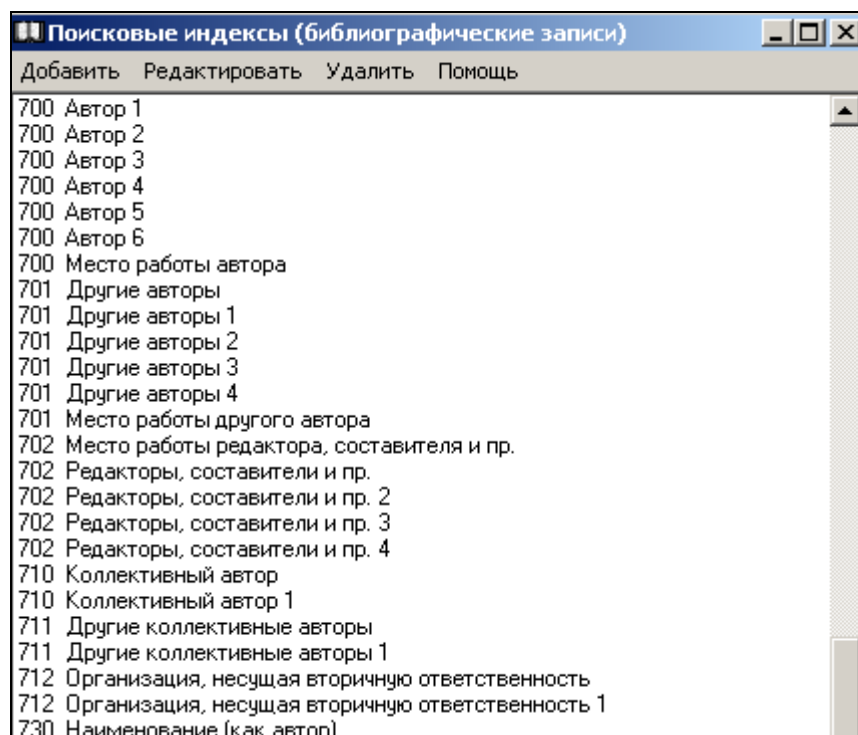 Поисковые индексы (библиографические записи)
Добавить Редактировать Удалить Помощь
700 Автор 1
700 Автор 2
700 Автор 3
700 Автор 4
700 Автор 5
700 Автор 6
700 Место работы автора
701 Другие авторы
701 Другие авторы 1
701 Другие авторы 2
701 Другие авторы 3
701 Другие авторы 4
701 Место работы другого автора
702 Место работы редактора, составителя и пр.
702 Редакторы, составители и пр.
702 Редакторы, составители и пр. 2
702 Редакторы, составители и пр. 3
702 Редакторы, составители и пр. 4
710 Коллективный автор
710 Коллективный автор 1
711 Другие коллективные авторы
711 Другие коллективные авторы 1
712 Организация, несущая вторичную ответственность
712 Организация, несущая вторичную ответственность 1
730 Наименование (как автор)